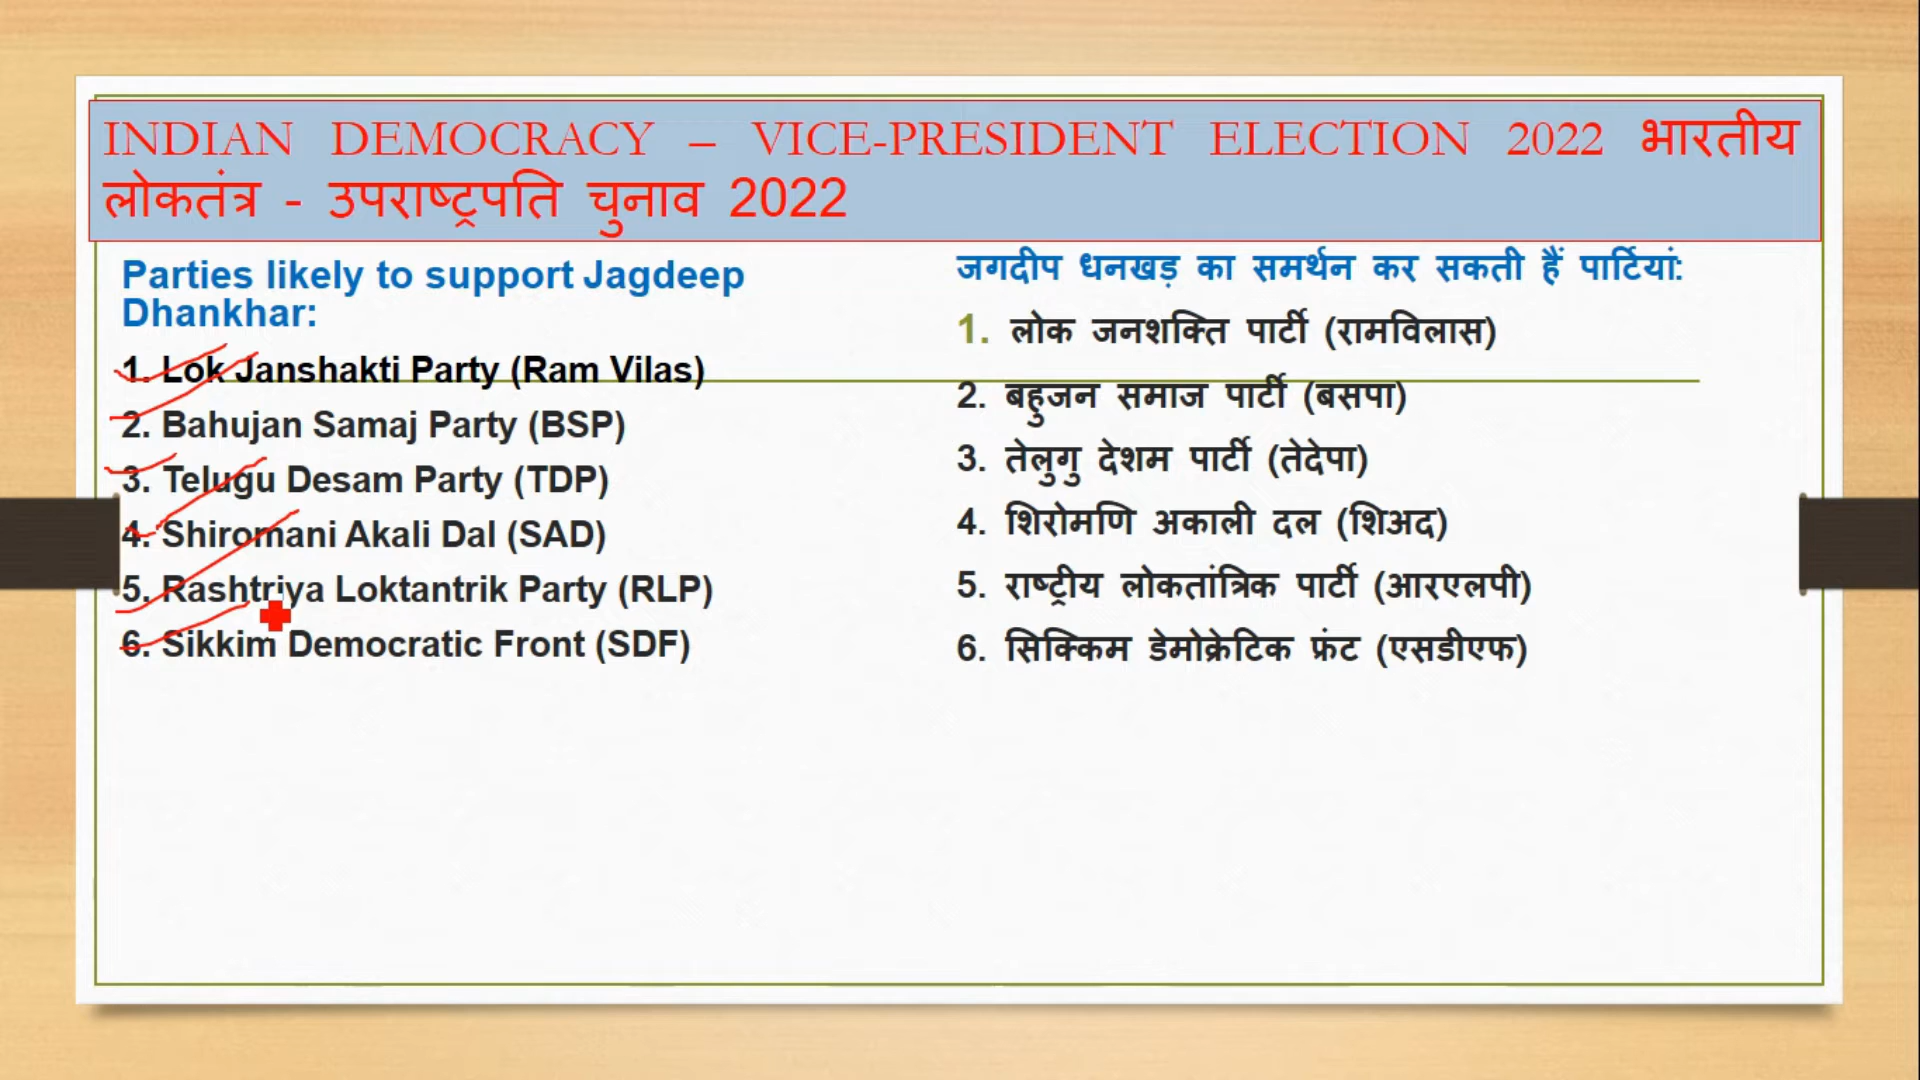 INDIAN DEMOCRACY – VICE-PRESIDENT ELECTION 2022 भारतीय
लोकतंत्र - उपराष्ट्रपति चुनाव 2022
Parties likely to support Jagdeep
Dhankhar:
1. Lok Janshakti Party (Ram Vilas)
2. Bahujan Samaj Party (BSP)
3. Telugu Desam Party (TDP)
4. Shiromani Akali Dal (SAD)
5. Rashtriya Loktantrik Party (RLP)
6. Sikkim Democratic Front (SDF)
जगदीप धनखड़ का समर्थन कर सकती हैं पार्टियां:
1. लोक जनशक्ति पार्टी (रामविलास)
2. बहुजन समाज पार्टी (बसपा)
3. तेलुगु देशम पार्टी (तेदेपा)
4. शिरोमणि अकाली दल (शिअद)
5. राष्ट्रीय लोकतांत्रिक पार्टी (आरएलपी)
6. सिक्किम डेमोक्रेटिक फ्रंट (एसडीएफ)